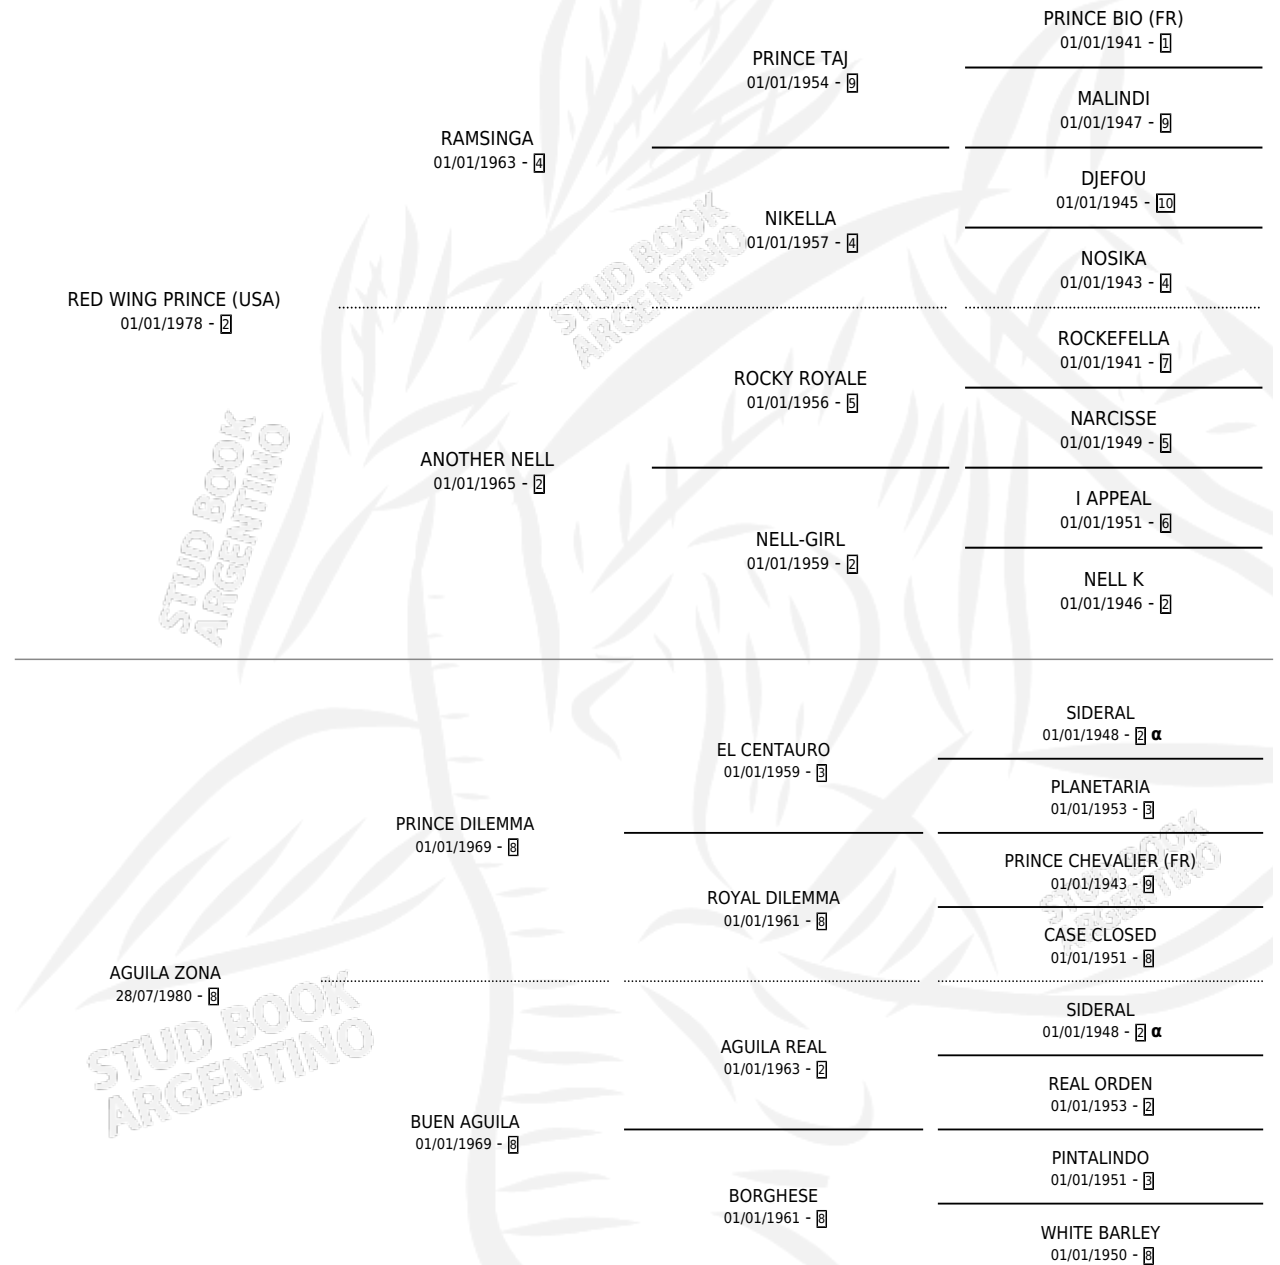 PRINCE BIO (FR)
01/01/1941 - 1
PRINCE TAJ
01/01/1954 - 9
MALINDI
01/01/1947 - 9
RAMSINGA
01/01/1963 - 4
DJEFOU
01/01/1945 - 10
NIKELLA
01/01/1957 - 4
NOSIKA
01/01/1943 - 4
RED WING PRINCE (USA)
01/01/1978 - 2
ROCKEFELLA
01/01/1941 - 7
ROCKY ROYALE
01/01/1956 - 5
NARCISSE
01/01/1949 - 5
ANOTHER NELL
01/01/1965 - 2
I APPEAL
01/01/1951 - 6
NELL-GIRL
01/01/1959 - 2
NELL K
01/01/1946 - 2
SIDERAL
01/01/1948 - 2 α
EL CENTAURO
01/01/1959 - 3
PLANETARIA
01/01/1953 - 3
PRINCE DILEMMA
01/01/1969 - 8
PRINCE CHEVALIER (FR)
01/01/1943 - 9
ROYAL DILEMMA
01/01/1961 - 8
CASE CLOSED
01/01/1951 - 8
AGUILA ZONA
28/07/1980 - 8
SIDERAL
01/01/1948 - 2 α
AGUILA REAL
01/01/1963 - 2
REAL ORDEN
01/01/1953 - 2
BUEN AGUILA
01/01/1969 - 8
PINTALINDO
01/01/1951 - 3
BORGHESE
01/01/1961 - 8
WHITE BARLEY
01/01/1950 - 8
STUD BOOK
ARGENTINO
STUD BOOK
ARGENTINO
STUD BOOK
ARGENTINO
STUD BOOK
ARGENTINO